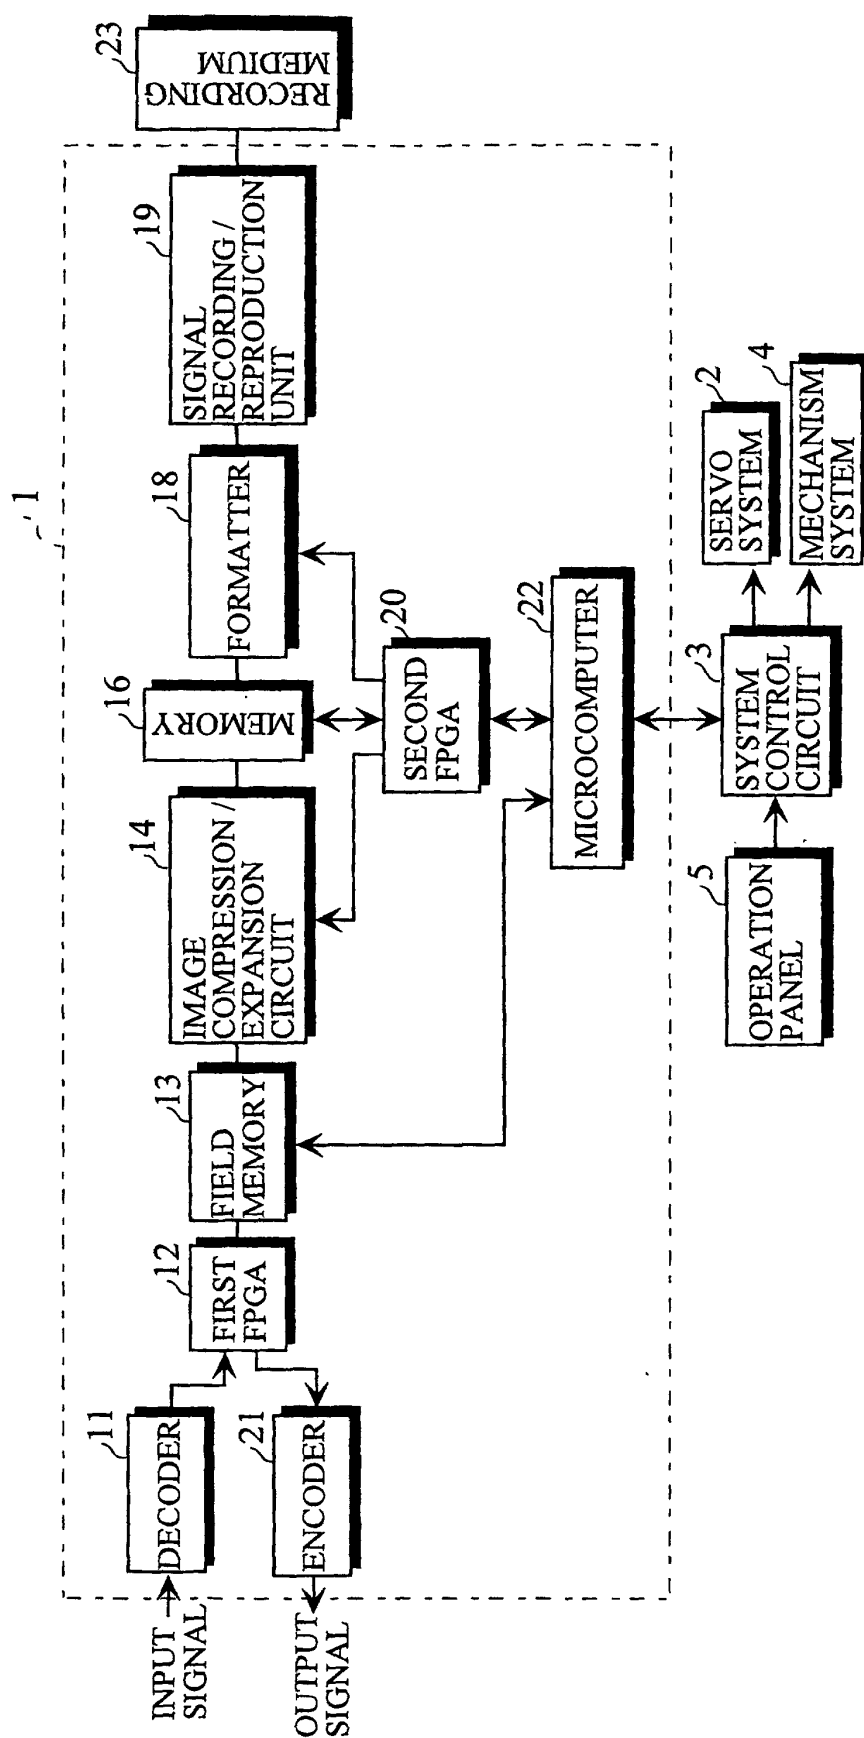 1
INPUT
SIGNAL
11
DECODER
OUTPUT
SIGNAL
21
ENCODER
12
FIRST
FPGA
13
FIELD
MEMORY
14
IMAGE
COMPRESSION /
EXPANSION
CIRCUIT
16
MEMORY
18
FORMATTER
19
SIGNAL
RECORDING /
REPRODUCTION
UNIT
23
RECORDING
MEDIUM
20
SECOND
FPGA
22
MICROCOMPUTER
5
OPERATION
PANEL
3
SYSTEM
CONTROL
CIRCUIT
2
SERVO
SYSTEM
4
MECHANISM
SYSTEM